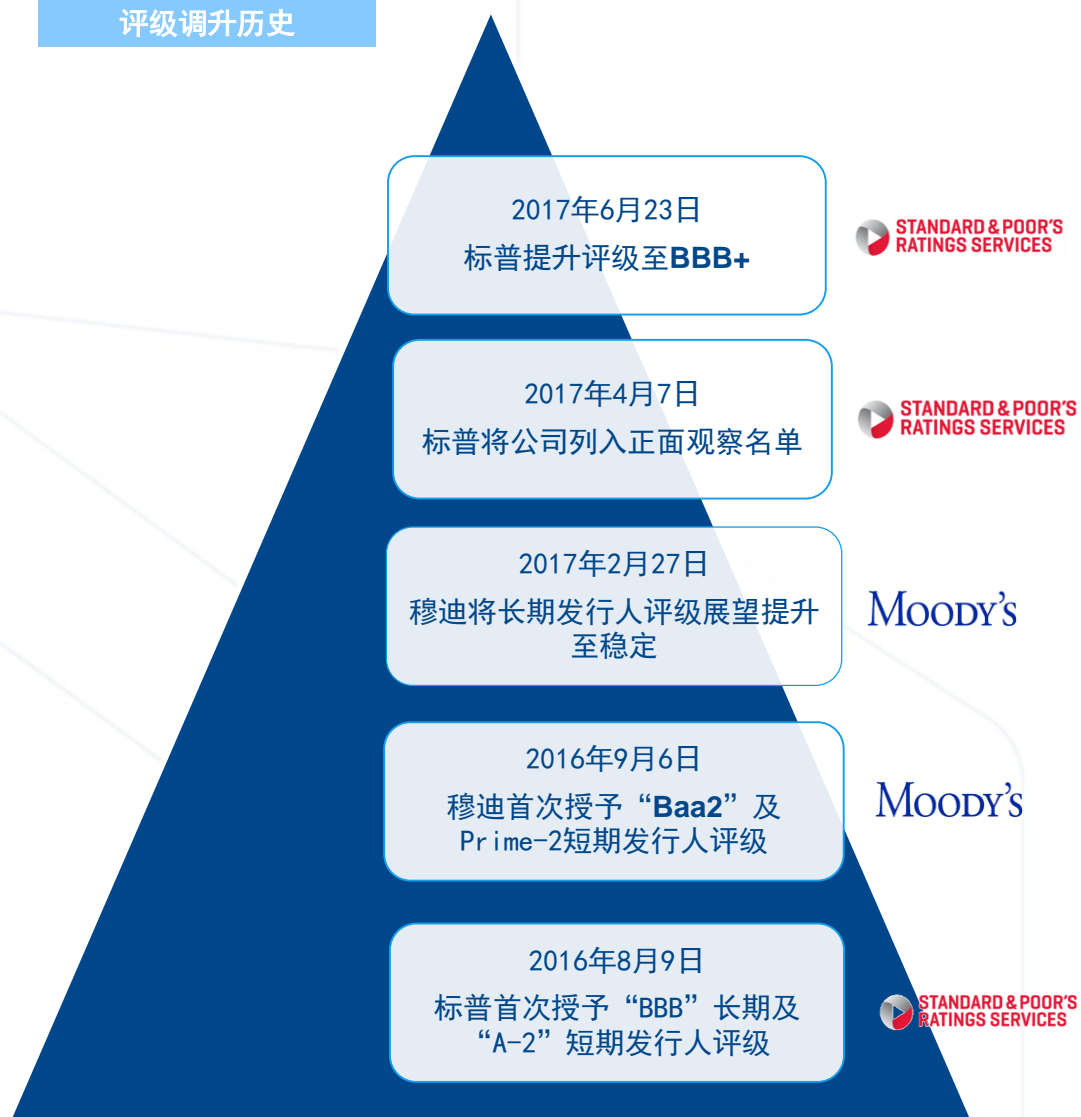 评级调升历史
2017年6月23日
标普提升评级至BBB+
STANDARD & POOR'S
RATINGS SERVICES
2017年4月7日
标普将公司列入正面观察名单
STANDARD & POOR'S
RATINGS SERVICES
2017年2月27日
穆迪将长期发行人评级展望提升
至稳定
MOODY'S
2016年9月6日
穆迪首次授予“Baa2”及
Prime-2短期发行人评级
MOODY'S
2016年8月9日
标普首次授予“BBB”长期及
“A-2”短期发行人评级
STANDARD & POOR'S
RATINGS SERVICES